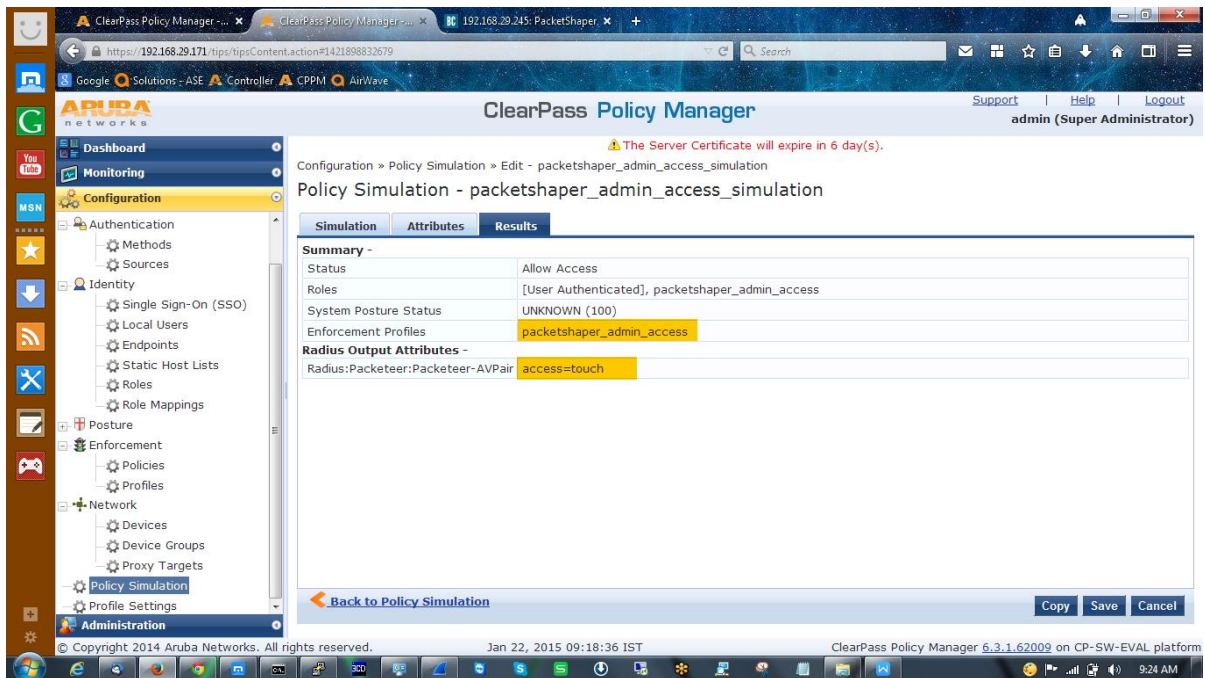 ClearPass Policy Manager -...
ClearPass Policy Manager -...
BC 192.168.29.245: PacketShaper
https://192.168.29.171/tips/tipsContent.action#1421898832679
Search
Google Solutions - ASE Controller CPPM AirWave
ARUBA
networks
ClearPass Policy Manager
Support | Help | Logout
admin (Super Administrator)
G
You
Tube
MSN
Dashboard
Monitoring
Configuration
Authentication
Methods
Sources
Identity
Single Sign-On (SSO)
Local Users
Endpoints
Static Host Lists
Roles
Role Mappings
Posture
Enforcement
Policies
Profiles
Network
Devices
Device Groups
Proxy Targets
Policy Simulation
Profile Settings
Administration
The Server Certificate will expire in 6 day(s).
Configuration » Policy Simulation » Edit - packetshaper_admin_access_simulation
Policy Simulation - packetshaper_admin_access_simulation
Simulation Attributes Results
Summary -
Status Allow Access
Roles [User Authenticated], packetshaper_admin_access
System Posture Status UNKNOWN (100)
Enforcement Profiles packetshaper_admin_access
Radius Output Attributes -
Radius:Packeteer:Packeteer-AVPair access=touch
Back to Policy Simulation
Copy Save Cancel
© Copyright 2014 Aruba Networks. All rights reserved. Jan 22, 2015 09:18:36 IST ClearPass Policy Manager 6.3.1.62009 on CP-SW-EVAL platform
9:24 AM